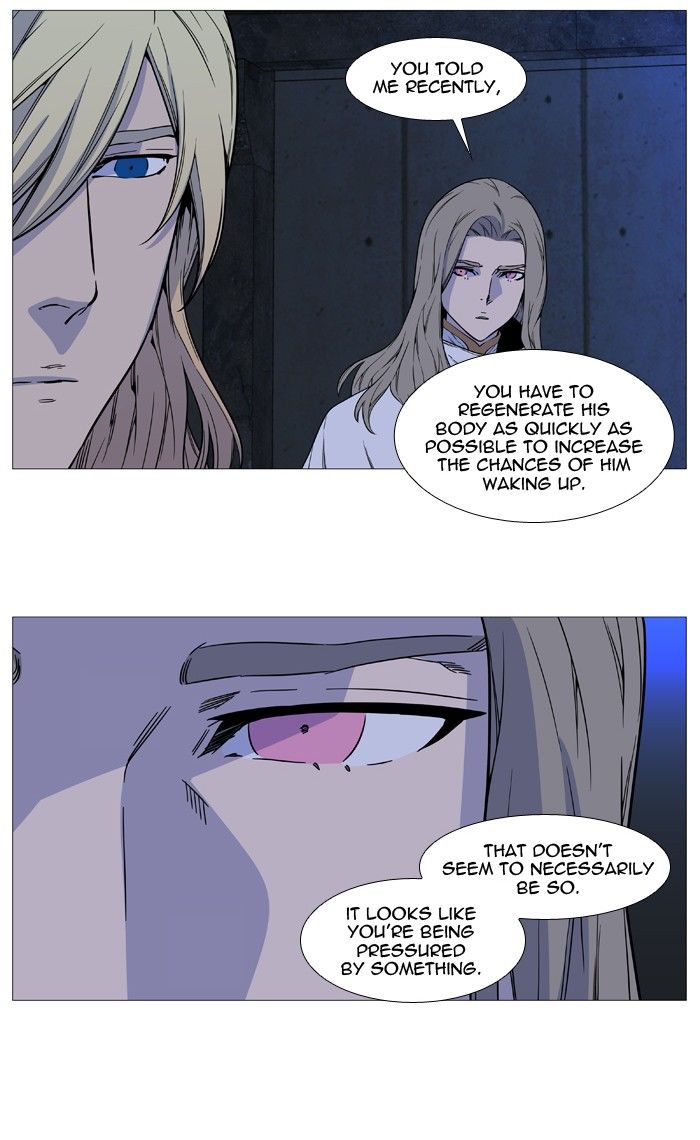 YOU TOLD
ME RECENTLY,
YOU HAVE TO
REGENERATE HIS
BODY AS QUICKLY AS
POSSIBLE TO INCREASE
THE CHANCES OF HIM
WAKING UP.
THAT DOESN'T
SEEM TO NECESSARILY
BE SO.
IT LOOKS LIKE
YOU'RE BEING
PRESSURED
BY SOMETHING.